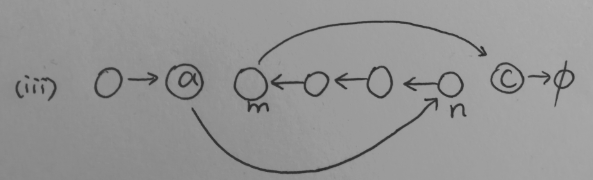 (iii) a c → ϕ
m n